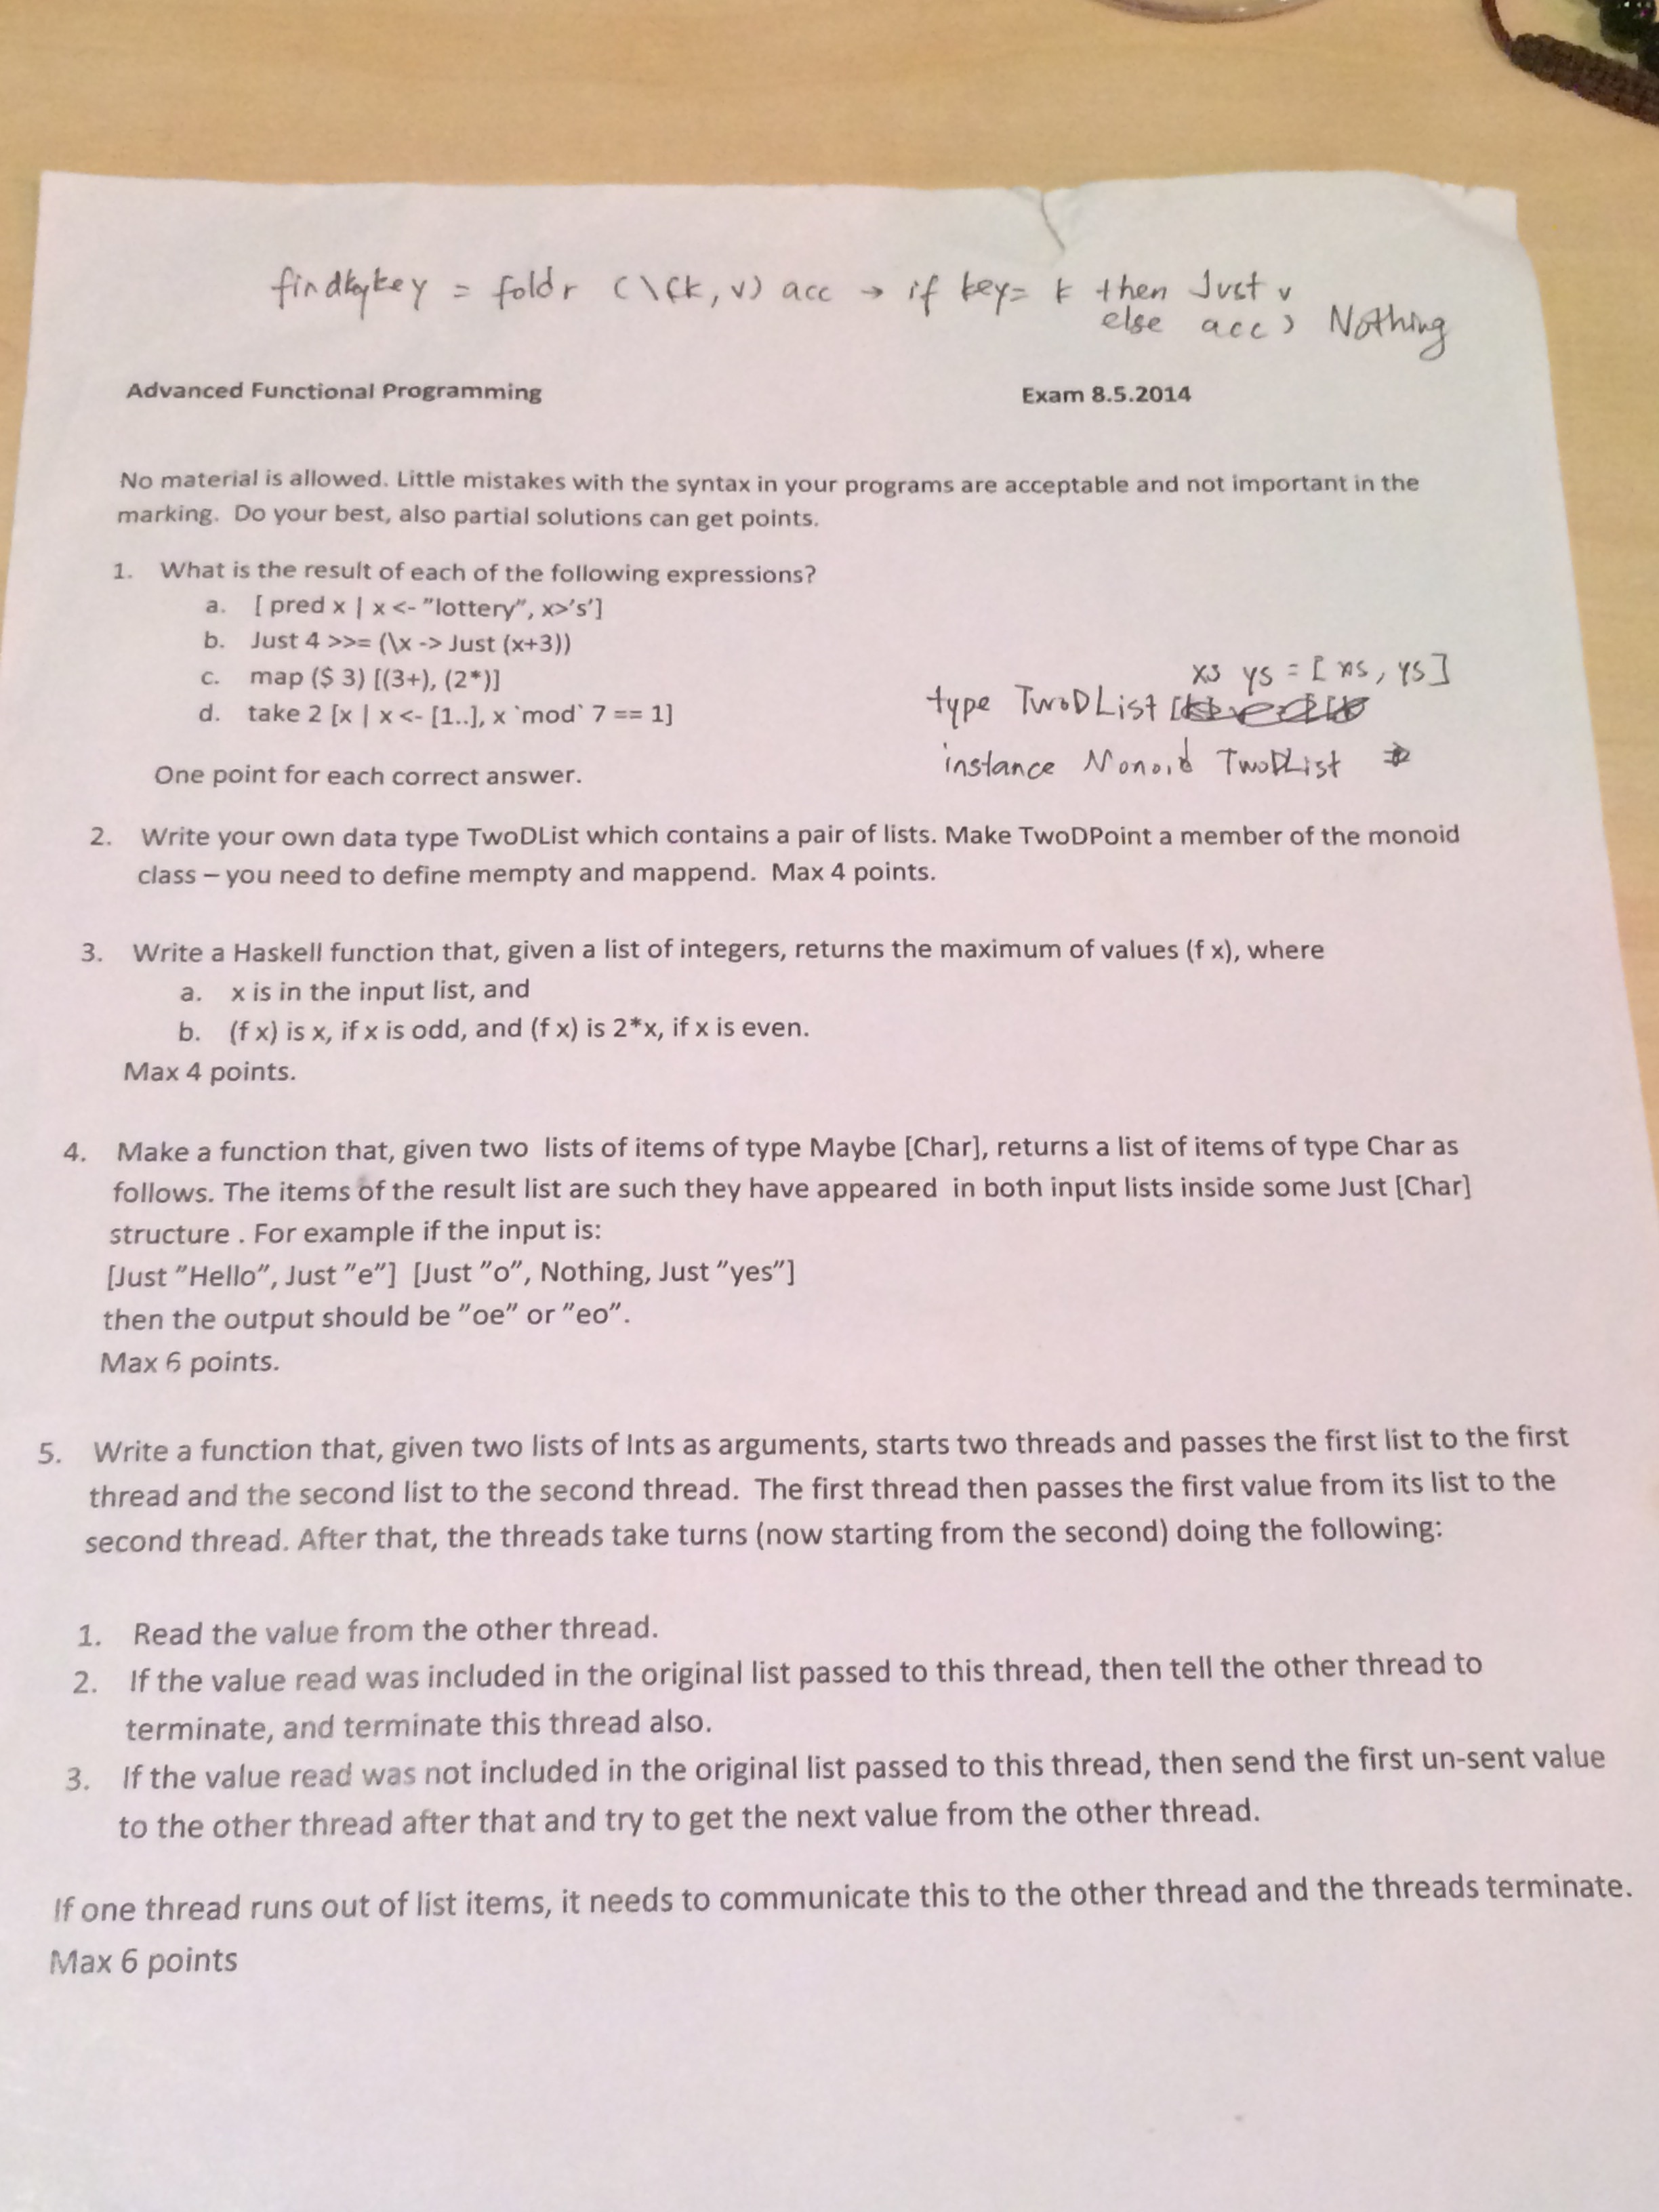 findkykey = foldr (\(k, v) acc → if key= k then Just v
else acc) Nothing
Advanced Functional Programming Exam 8.5.2014
No material is allowed. Little mistakes with the syntax in your programs are acceptable and not important in the
marking. Do your best, also partial solutions can get points.
1. What is the result of each of the following expressions?
a. [ pred x | x <- ”lottery”, x>'s']
b. Just 4 >>= (\x -> Just (x+3))
c. map ($ 3) [(3+), (2*)]
d. take 2 [x | x <- [1..], x `mod` 7 == 1]
One point for each correct answer.
xs ys = [ xs, ys ]
type TwoDList
instance Monoid TwoDList
2. Write your own data type TwoDList which contains a pair of lists. Make TwoDPoint a member of the monoid
class – you need to define mempty and mappend. Max 4 points.
3. Write a Haskell function that, given a list of integers, returns the maximum of values (f x), where
a. x is in the input list, and
b. (f x) is x, if x is odd, and (f x) is 2*x, if x is even.
Max 4 points.
4. Make a function that, given two lists of items of type Maybe [Char], returns a list of items of type Char as
follows. The items of the result list are such they have appeared in both input lists inside some Just [Char]
structure . For example if the input is:
[Just ”Hello”, Just ”e”] [Just ”o”, Nothing, Just ”yes”]
then the output should be ”oe” or ”eo”.
Max 6 points.
5. Write a function that, given two lists of Ints as arguments, starts two threads and passes the first list to the first
thread and the second list to the second thread. The first thread then passes the first value from its list to the
second thread. After that, the threads take turns (now starting from the second) doing the following:
1. Read the value from the other thread.
2. If the value read was included in the original list passed to this thread, then tell the other thread to
terminate, and terminate this thread also.
3. If the value read was not included in the original list passed to this thread, then send the first un-sent value
to the other thread after that and try to get the next value from the other thread.
If one thread runs out of list items, it needs to communicate this to the other thread and the threads terminate.
Max 6 points